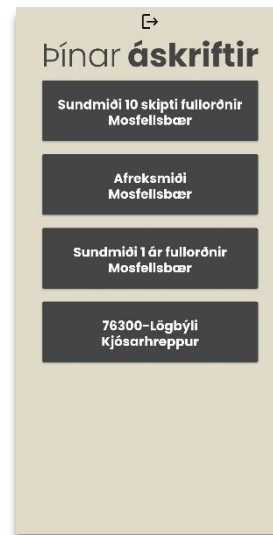 Þínar áskriftir
Sundmiði 10 skipti fullorðnir
Mosfellsbær
Afreksmiði
Mosfellsbær
Sundmiði 1 ár fullorðnir
Mosfellsbær
76300-Lögbýli
Kjósarhreppur